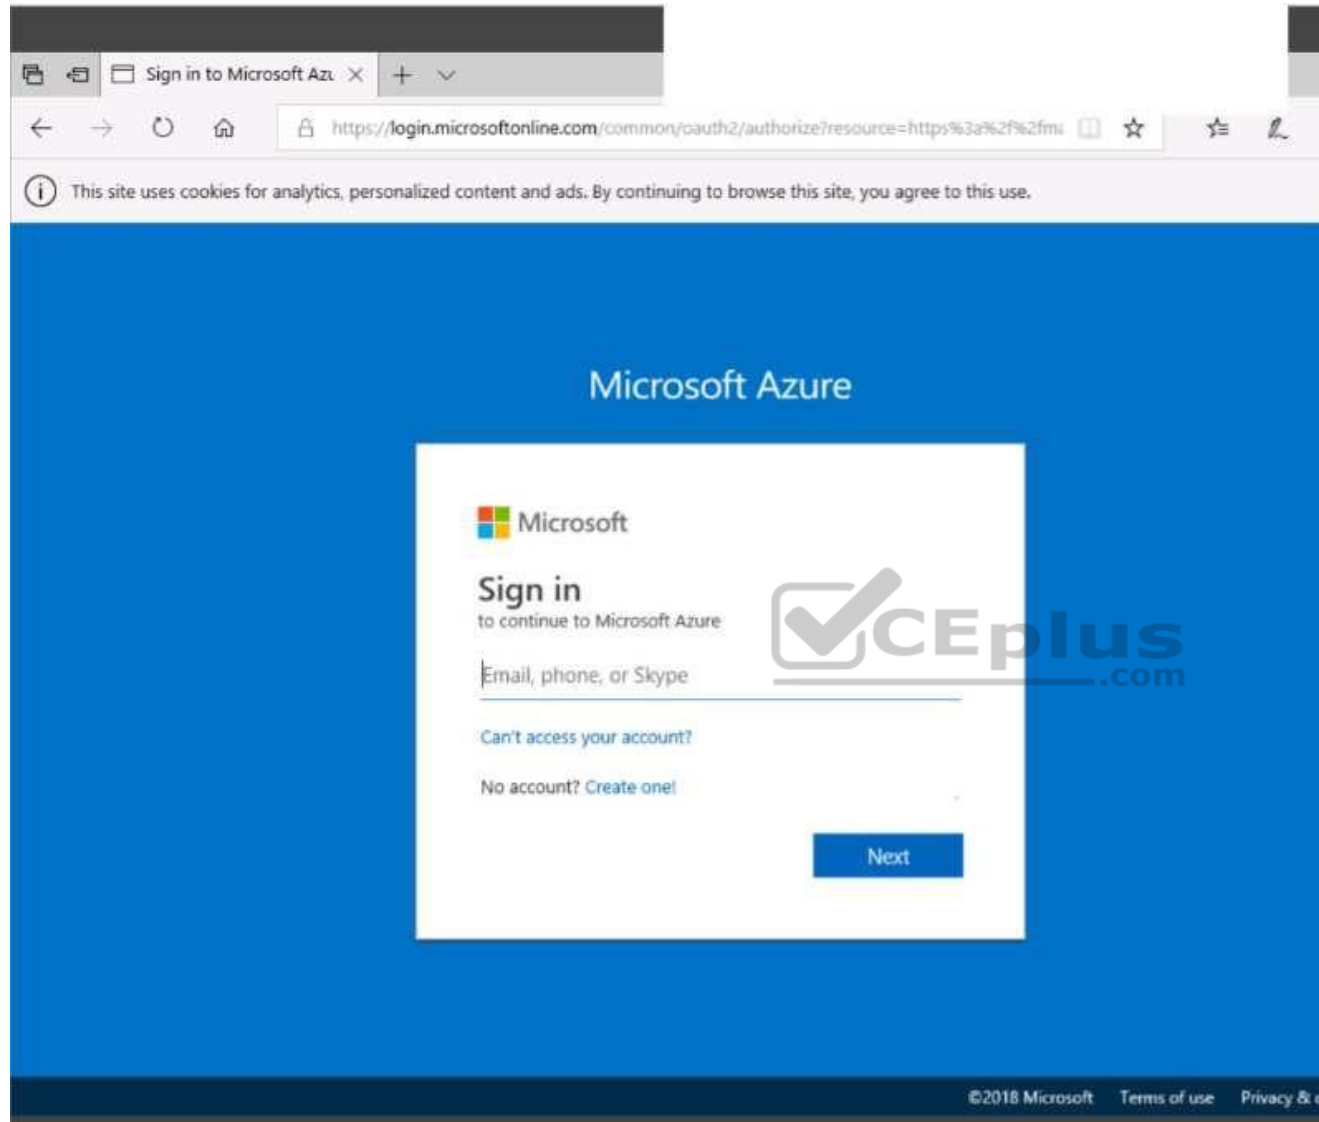 Sign in to Microsoft Azu
https://login.microsoftonline.com/common/oauth2/authorize?resource=https%3a%2f%2fma
This site uses cookies for analytics, personalized content and ads. By continuing to browse this site, you agree to this use.
Microsoft Azure
Microsoft
Sign in
to continue to Microsoft Azure
Email, phone, or Skype
Can't access your account?
No account? Create one!
Next
CEplus
.com
©2018 Microsoft Terms of use Privacy &